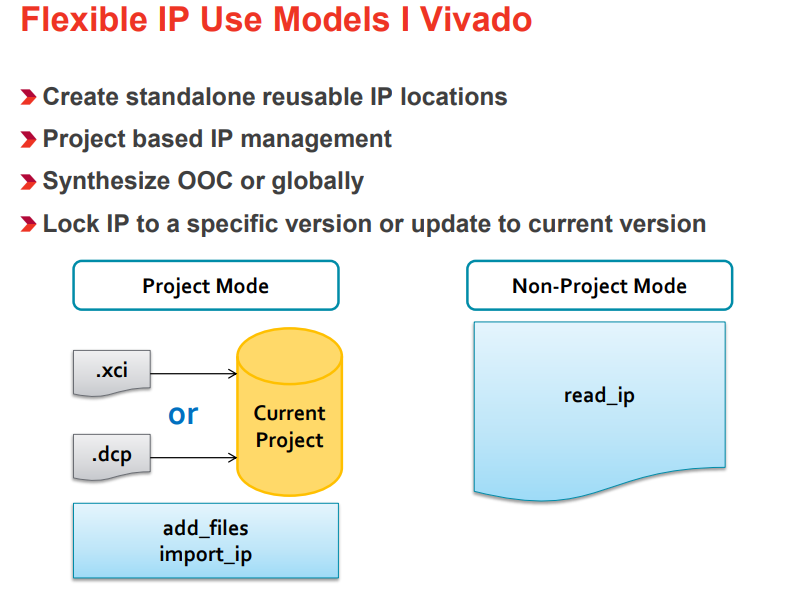 Flexible IP Use Models I Vivado
Create standalone reusable IP locations
Project based IP management
Synthesize OOC or globally
Lock IP to a specific version or update to current version
Project Mode
.xci
or
.dcp
Current
Project
add_files
import_ip
Non-Project Mode
read_ip